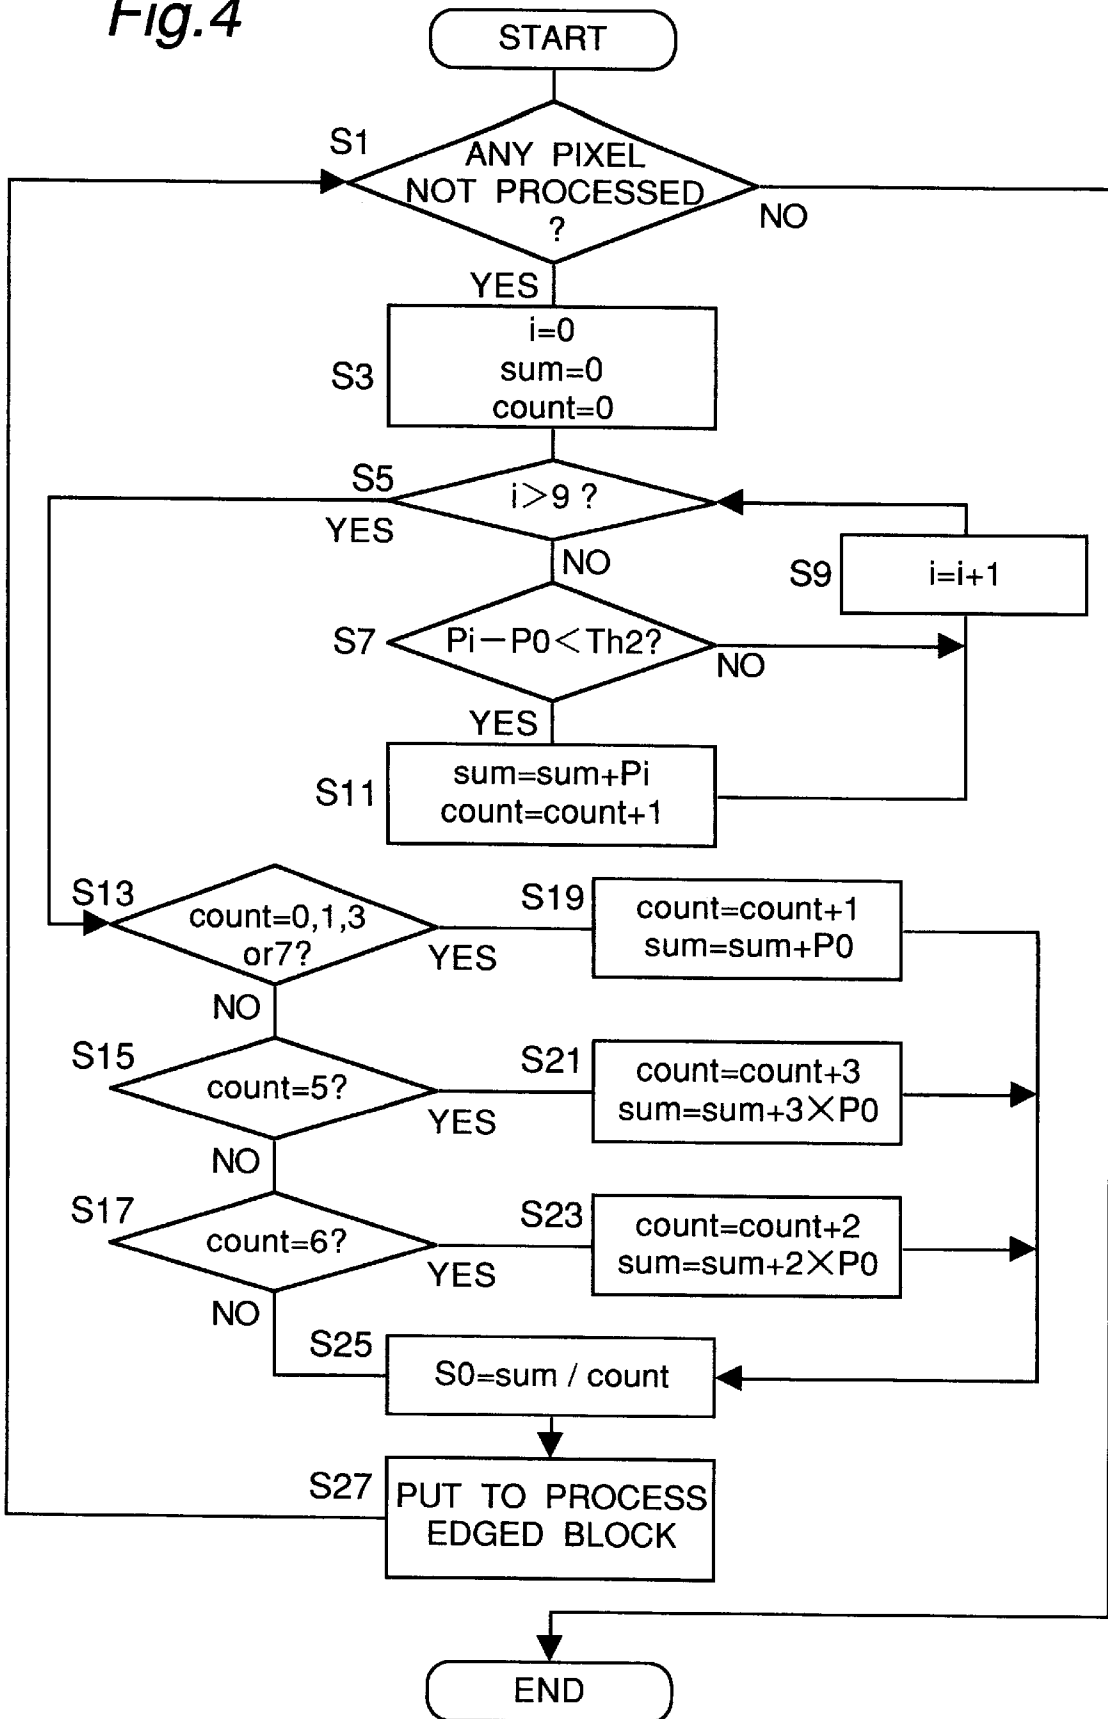 Fig.4
START
S1
ANY PIXEL
NOT PROCESSED
?
NO
YES
S3
i=0
sum=0
count=0
S5
i>9 ?
YES
NO
S9
i=i+1
S7
Pi−P0<Th2?
NO
YES
S11
sum=sum+Pi
count=count+1
S13
count=0,1,3
or7?
YES
NO
S19
count=count+1
sum=sum+P0
S15
count=5?
YES
NO
S21
count=count+3
sum=sum+3×P0
S17
count=6?
YES
NO
S23
count=count+2
sum=sum+2×P0
S25
S0=sum / count
S27
PUT TO PROCESS
EDGED BLOCK
END